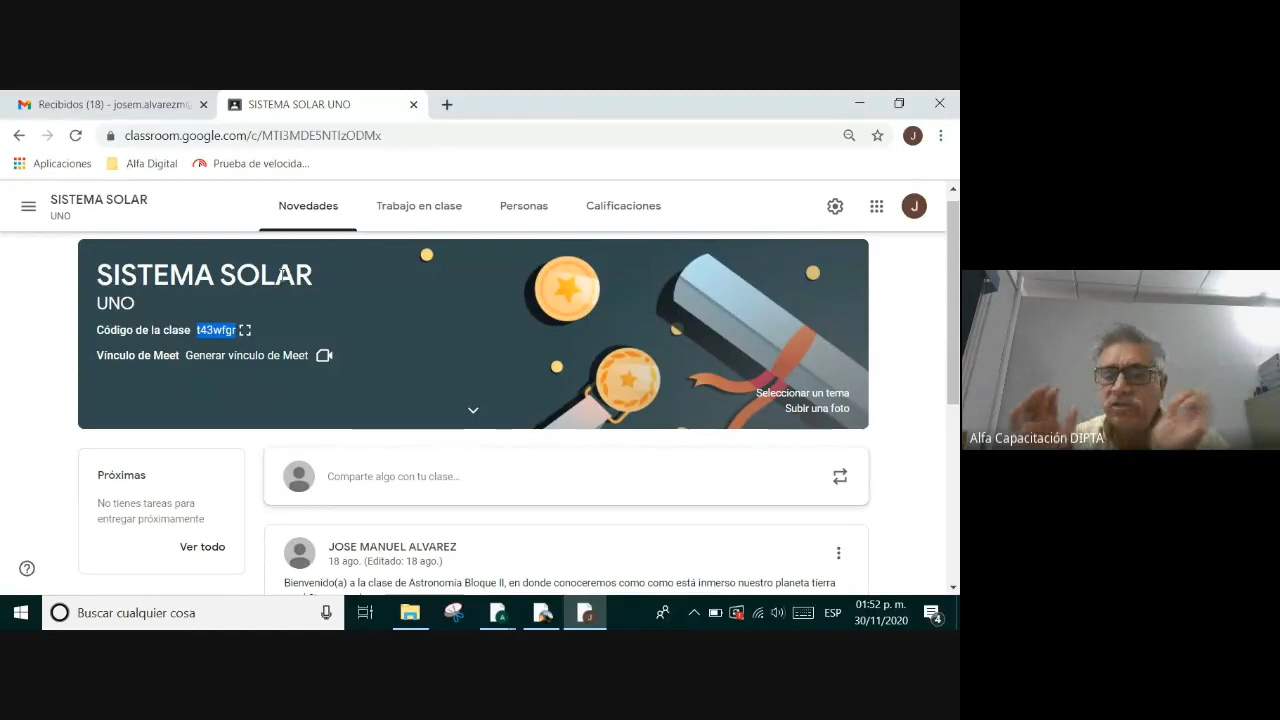 Recibidos (18) - josem.alvarezm
SISTEMA SOLAR UNO
classroom.google.com/c/MTI3MDE5NTIzODMx
Aplicaciones
Alfa Digital
Prueba de velocida...
SISTEMA SOLAR
UNO
Novedades
Trabajo en clase
Personas
Calificaciones
J
SISTEMA SOLAR
UNO
Código de la clase t43wfgr
Vínculo de Meet Generar vínculo de Meet
Seleccionar un tema
Subir una foto
Próximas
No tienes tareas para
entregar próximamente
Ver todo
Comparte algo con tu clase...
JOSE MANUEL ALVAREZ
18 ago. (Editado: 18 ago.)
Bienvenido(a) a la clase de Astronomía Bloque II, en donde conoceremos como como está inmerso nuestro planeta tierra
Alfa Capacitación DIPTA
Buscar cualquier cosa
ESP
01:52 p. m.
30/11/2020
4